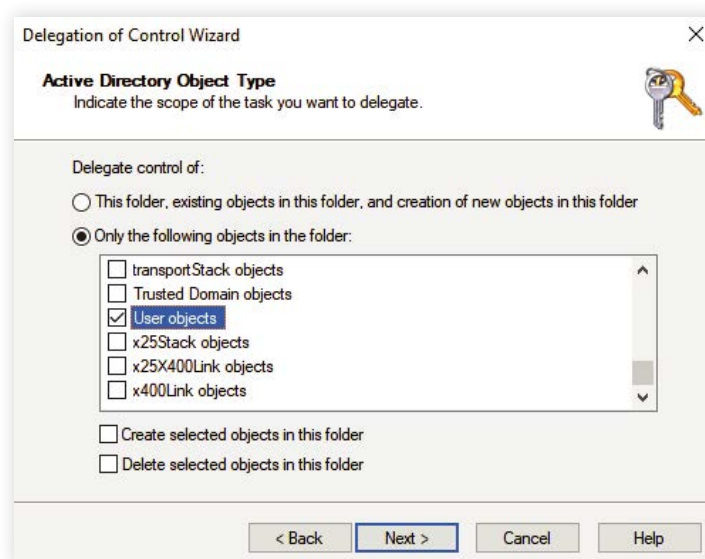 Delegation of Control Wizard
Active Directory Object Type
Indicate the scope of the task you want to delegate.
Delegate control of:
This folder, existing objects in this folder, and creation of new objects in this folder
Only the following objects in the folder:
transportStack objects
Trusted Domain objects
User objects
x25Stack objects
x25X400Link objects
x400Link objects
Create selected objects in this folder
Delete selected objects in this folder
< Back Next > Cancel Help